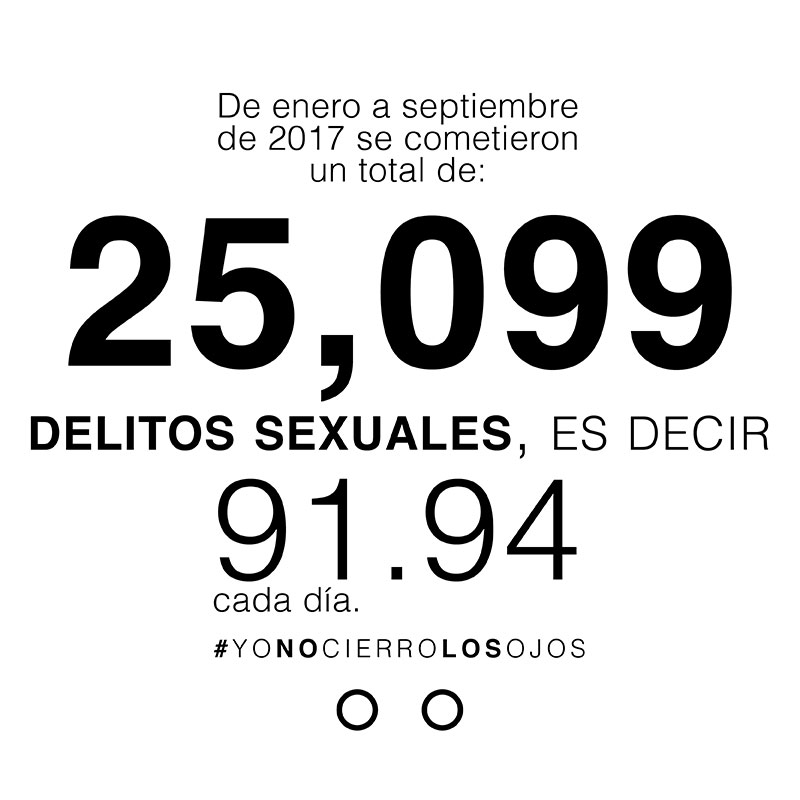 De enero a septiembre
de 2017 se cometieron
un total de:
25,099
DELITOS SEXUALES, ES DECIR
91.94
cada día.
#YONOCIERROLOSOJOS